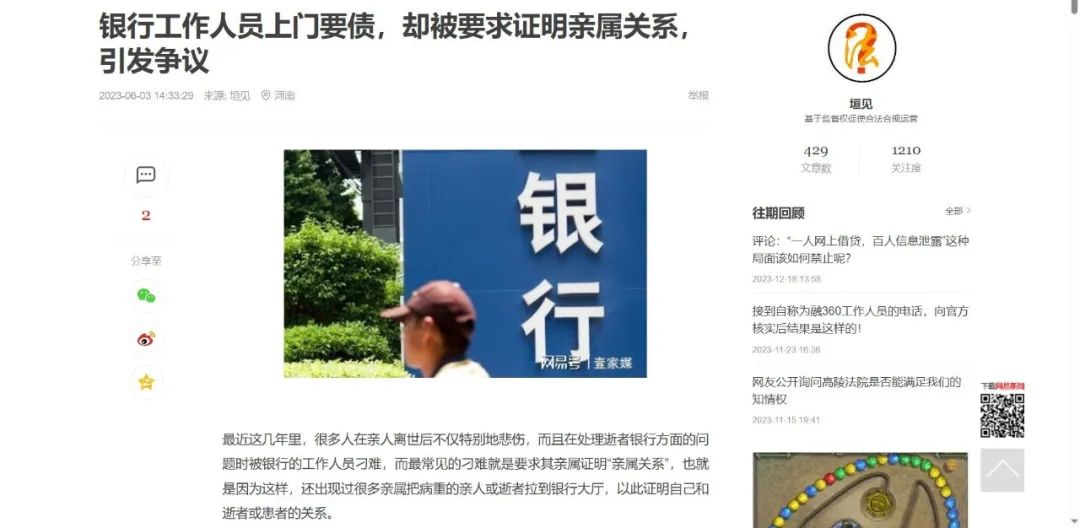 银行工作人员上门要债，却被要求证明亲属关系，
引发争议
2023-06-03 14:33:29 来源: 垣见 河南
举报
2
分享至
银行
网易号 | 壹家媒
最近这几年里，很多人在亲人离世后不仅特别地悲伤，而且在处理逝者银行方面的问
题时被银行的工作人员刁难，而最常见的刁难就是要求其亲属证明“亲属关系”，也就
是因为这样，还出现过很多亲属把病重的亲人或逝者拉到银行大厅，以此证明自己和
逝者或患者的关系。
法
垣见
基于监督权促使合法合规运营
429 1210
文章数 关注度
往期回顾 全部
评论：“一人网上借贷，百人信息泄露”这种
局面该如何禁止呢？
2023-12-18 13:58
接到自称为融360工作人员的电话，向官方
核实后结果是这样的！
2023-11-23 16:36
网友公开询问高陵法院是否能满足我们的
知情权
2023-11-15 19:41
下载网易新闻